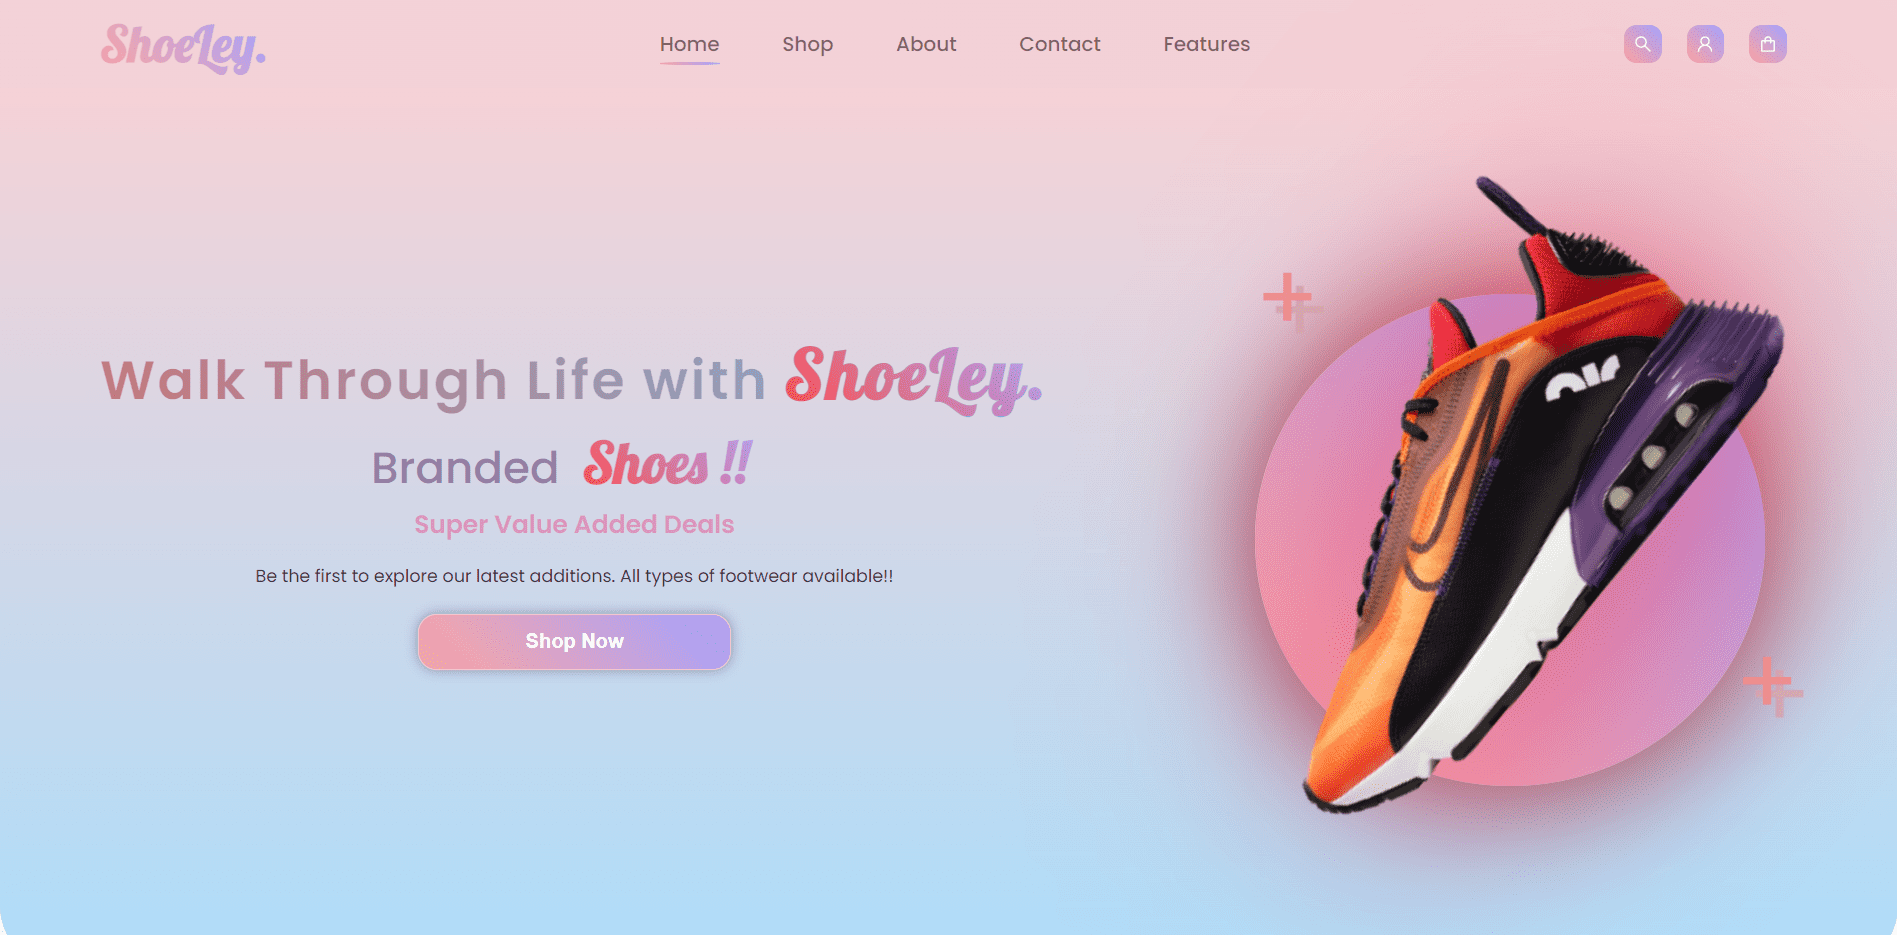 ShoeLey.
Home Shop About Contact Features
Walk Through Life with ShoeLey.
Branded Shoes !!
Super Value Added Deals
Be the first to explore our latest additions. All types of footwear available!!
Shop Now
air